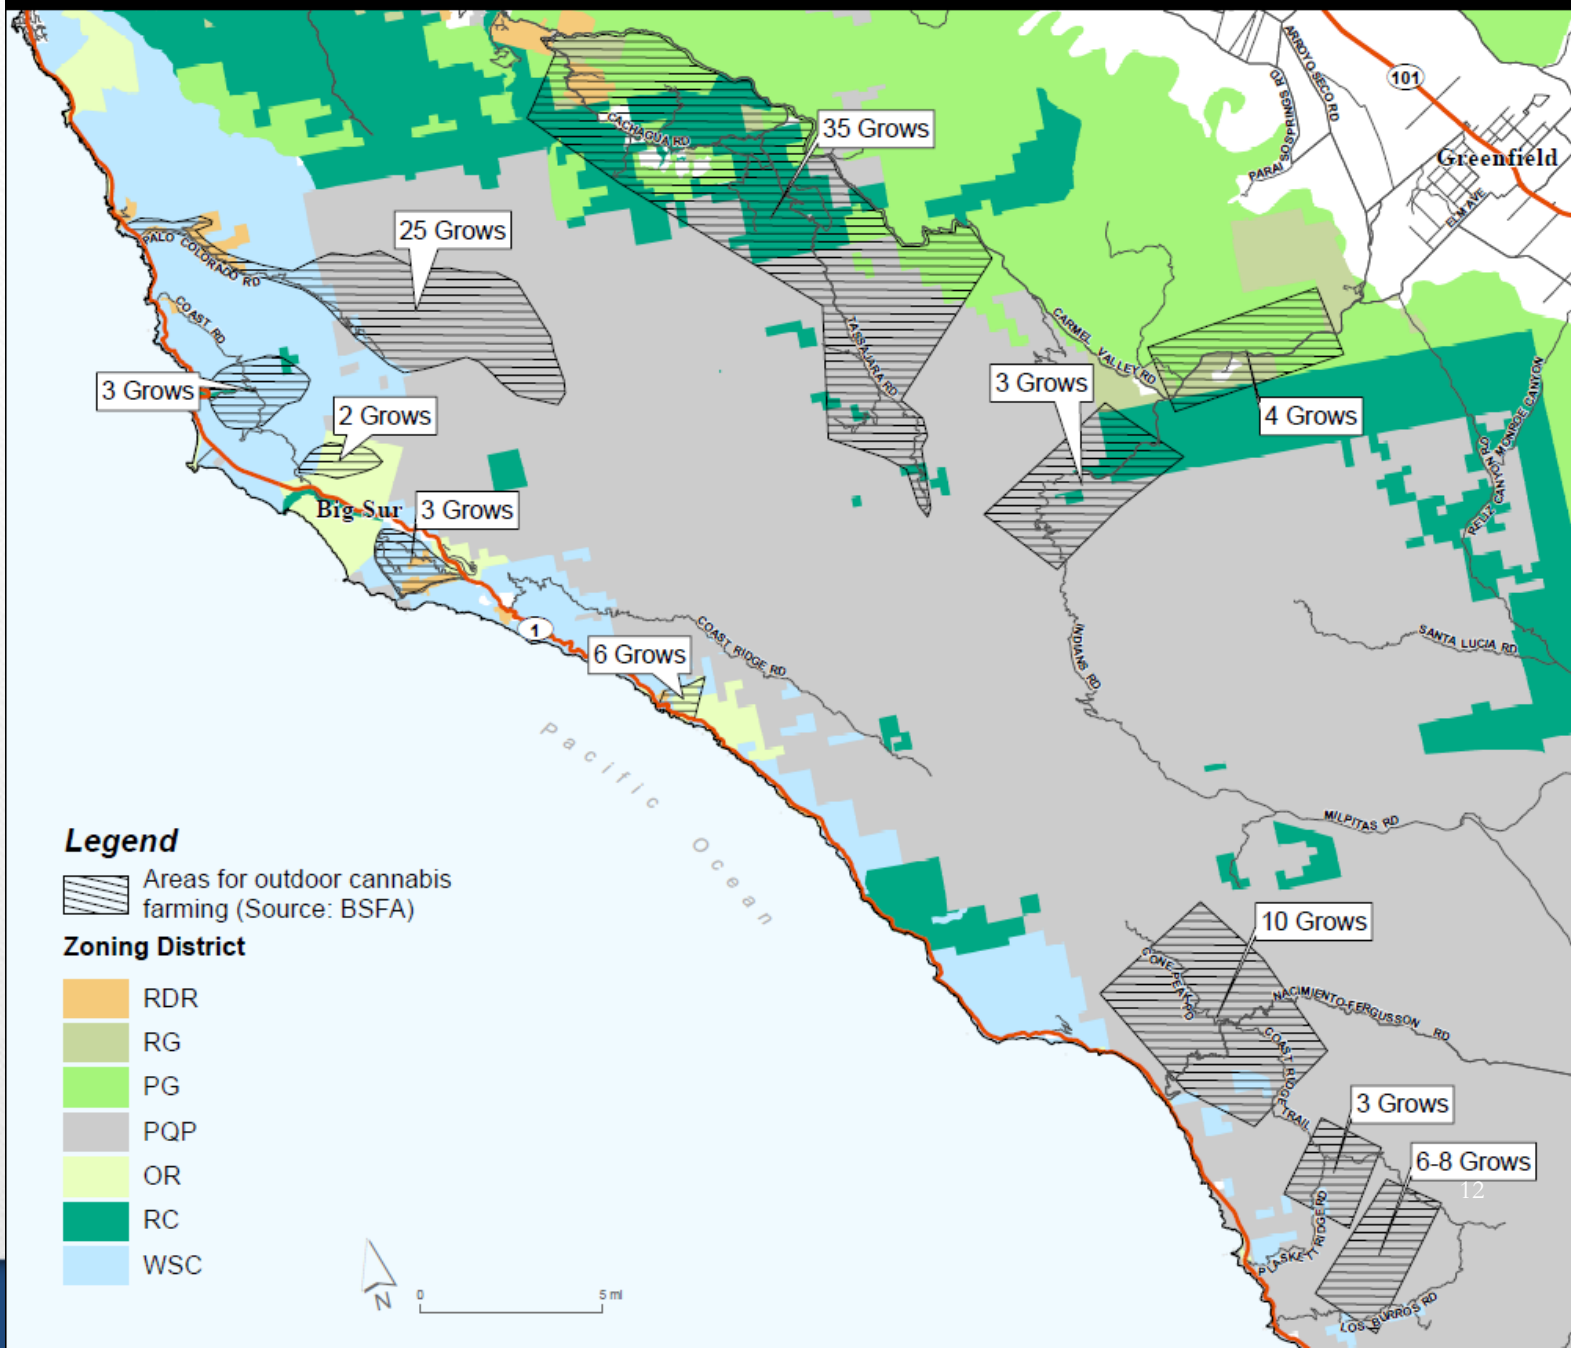 ARROYO SECO RD
101
PARAISO SPRINGS RD
Greenfield
ELM AVE
35 Grows
CACHAGUA RD
25 Grows
PALO COLORADO RD
COAST RD
CARMEL VALLEY RD
TASSAJARA RD
3 Grows
2 Grows
3 Grows
4 Grows
MONROE CANYON
RELIZ CANYON RD
Big Sur
3 Grows
1
6 Grows
COAST RIDGE RD
INDIANS RD
SANTA LUCIA RD
Pacific Ocean
MILPITAS RD
10 Grows
CONE PEAK RD
NACIMIENTO-FERGUSSON RD
COAST RIDGE TRAIL
3 Grows
6-8 Grows
12
PLASKETT RIDGE RD
LOS BURROS RD
Legend
Areas for outdoor cannabis
farming (Source: BSFA)
Zoning District
RDR
RG
PG
PQP
OR
RC
WSC
N
0 5 mi